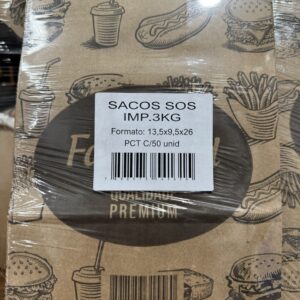 SACOS SOS
IMP.3KG
Formato: 13,5x9,5x26
PCT C/50 unid
QUALIDADE
PREMIUM